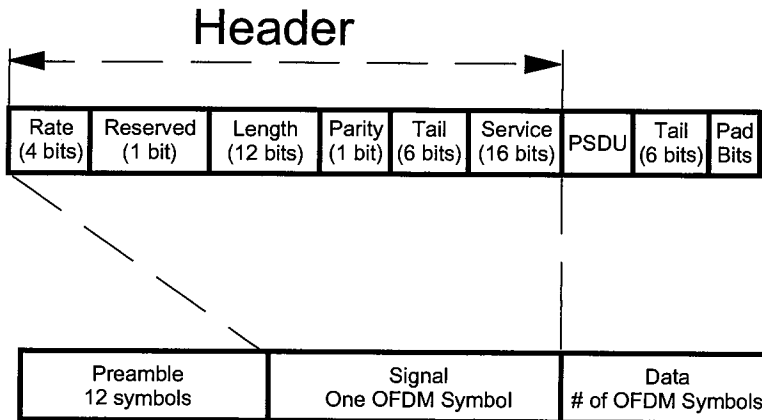 Header
Rate Reserved Length Parity Tail Service PSDU Tail Pad
(4 bits) (1 bit) (12 bits) (1 bit) (6 bits) (16 bits) (6 bits) Bits
Preamble Signal Data
12 symbols One OFDM Symbol # of OFDM Symbols